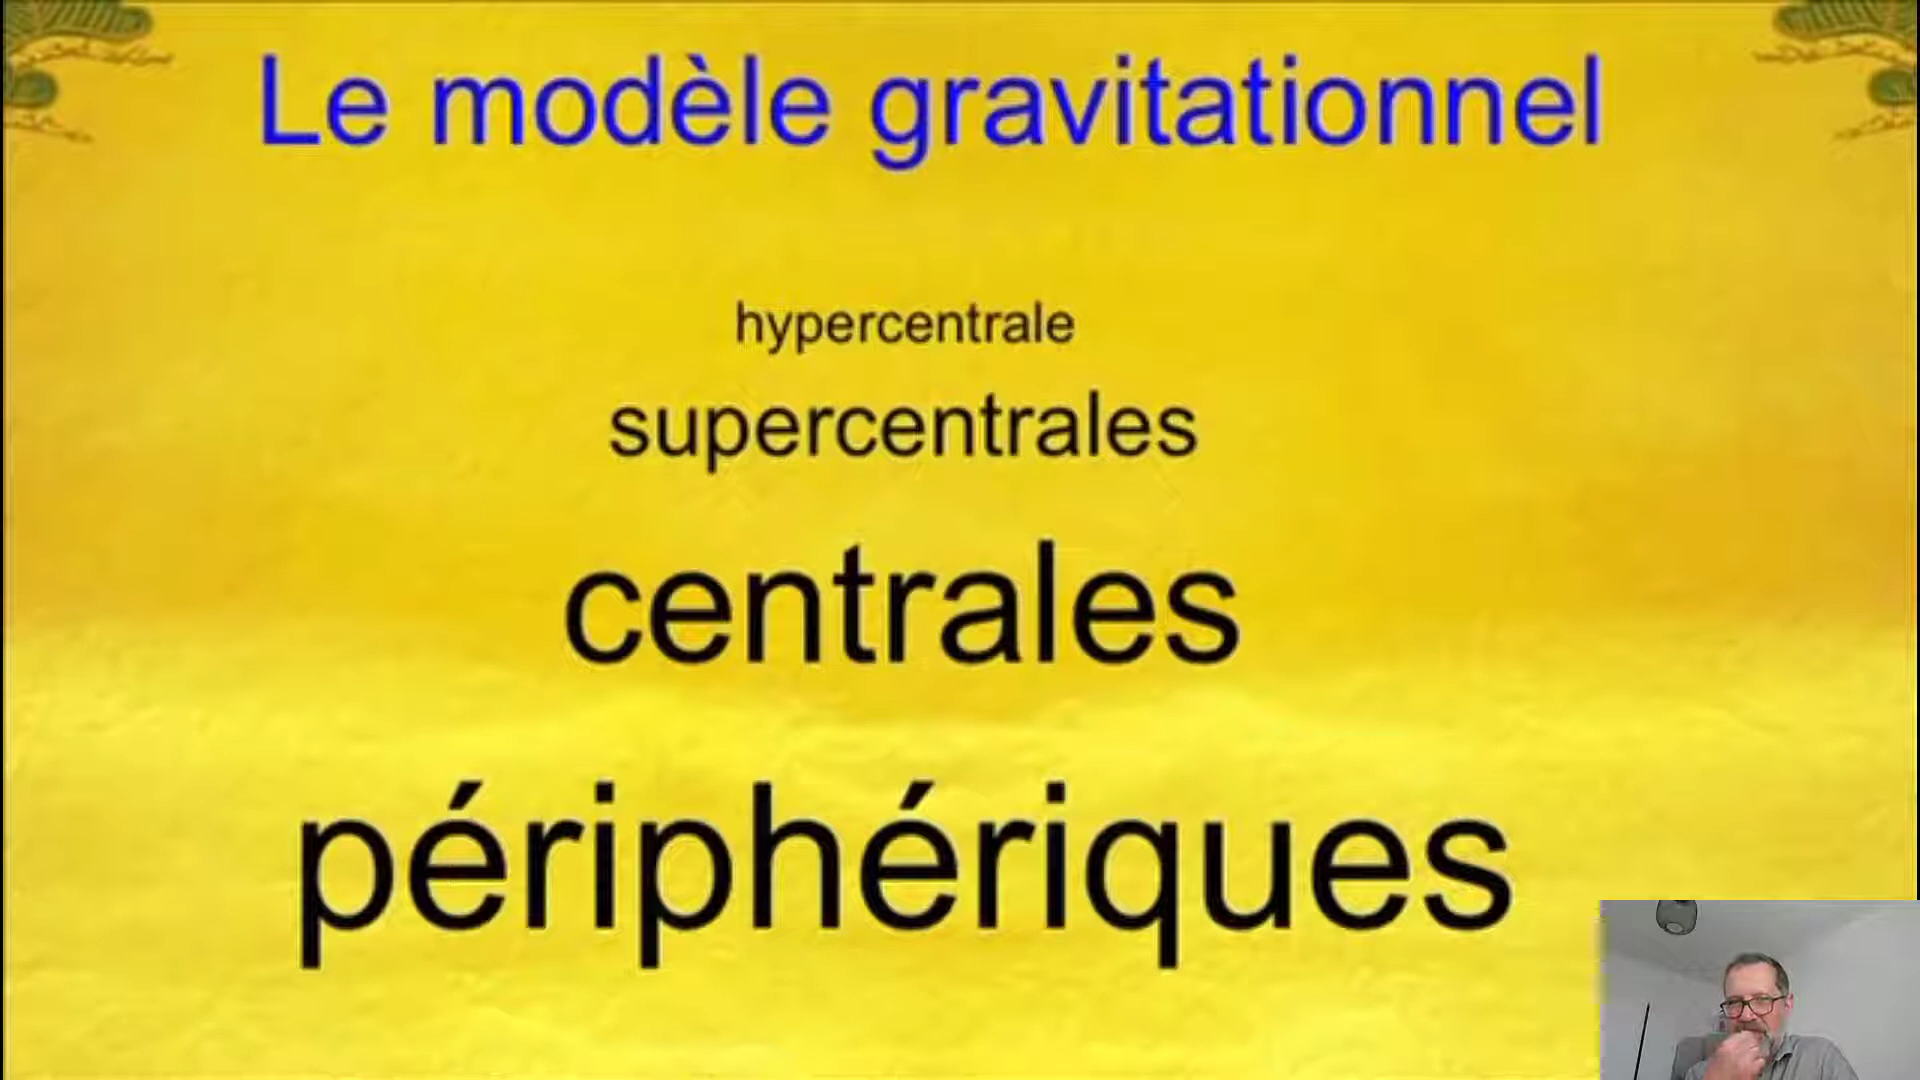 Le modèle gravitationnel
hypercentrale
supercentrales
centrales
périphériques